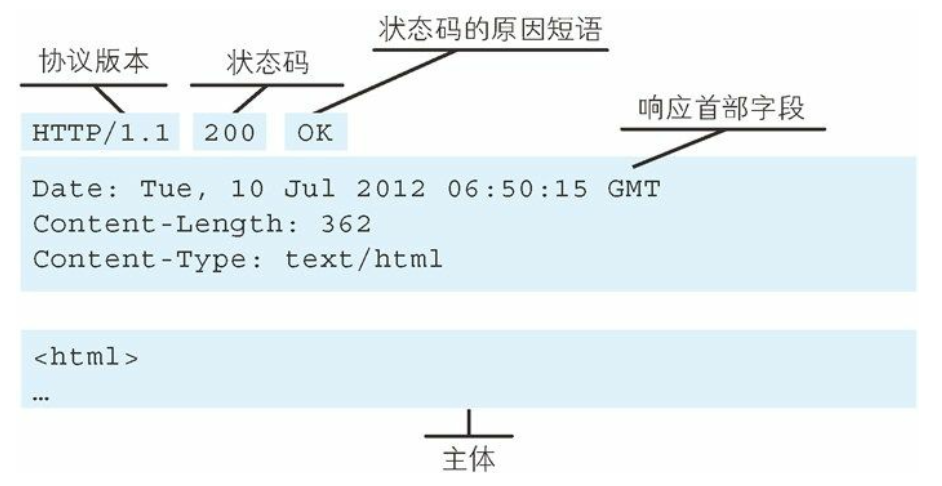 状态码的原因短语
协议版本
状态码
HTTP/1.1 200 OK
响应首部字段
Date: Tue, 10 Jul 2012 06:50:15 GMT
Content-Length: 362
Content-Type: text/html
<html>
…
主体